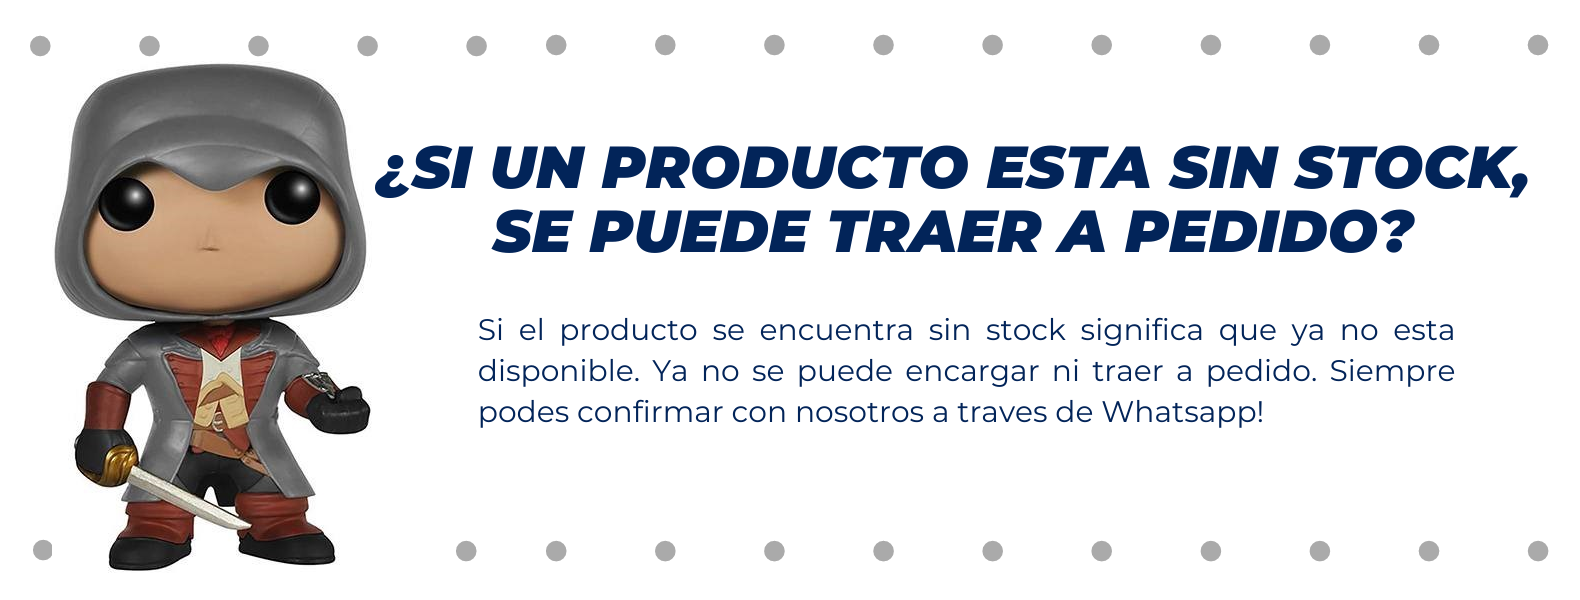 ¿SI UN PRODUCTO ESTA SIN STOCK,
SE PUEDE TRAER A PEDIDO?
Si el producto se encuentra sin stock significa que ya no esta
disponible. Ya no se puede encargar ni traer a pedido. Siempre
podes confirmar con nosotros a traves de Whatsapp!